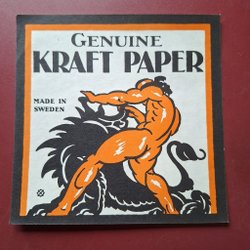 GENUINE
KRAFT PAPER
MADE IN
SWEDEN